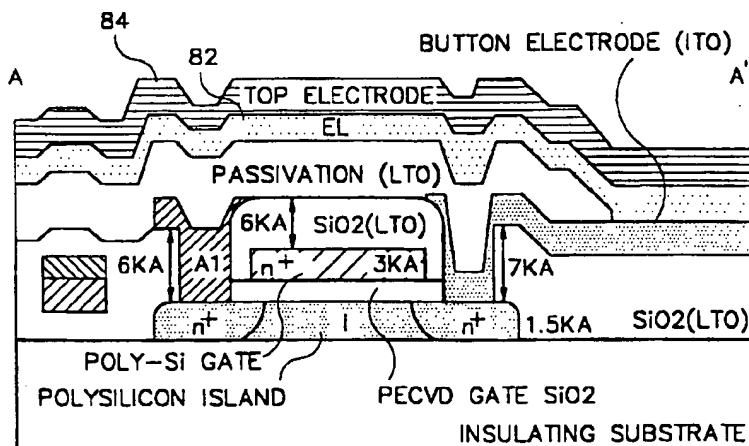 84
BUTTON ELECTRODE (ITO)
82
A
A'
TOP ELECTRODE
EL
PASSIVATION (LTO)
6KA
SiO2(LTO)
6KA
A1
n+
3KA
7KA
n+
I
n+
1.5KA
SiO2(LTO)
POLY-Si GATE
POLYSILICON ISLAND
PECVD GATE SiO2
INSULATING SUBSTRATE